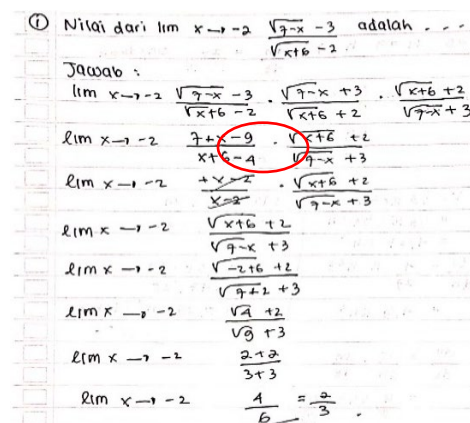 ① Nilai dari lim x→-2 √7-x - 3 / √x+6 - 2 adalah . . .
Jawab :
lim x→-2 √7-x - 3 / √x+6 - 2 · √7-x + 3 / √x+6 + 2 · √x+6 + 2 / √7-x + 3
lim x→-2 7+x-9 / x+6-4 · √x+6 + 2 / √7-x + 3
lim x→-2 +x-2 / x-2 · √x+6 + 2 / √7-x + 3
lim x→-2 √x+6 + 2 / √7-x + 3
lim x→-2 √-2+6 + 2 / √7+2 + 3
lim x→-2 √4 + 2 / √9 + 3
lim x→-2 2+2 / 3+3
lim x→-2 4/6 = 2/3 .